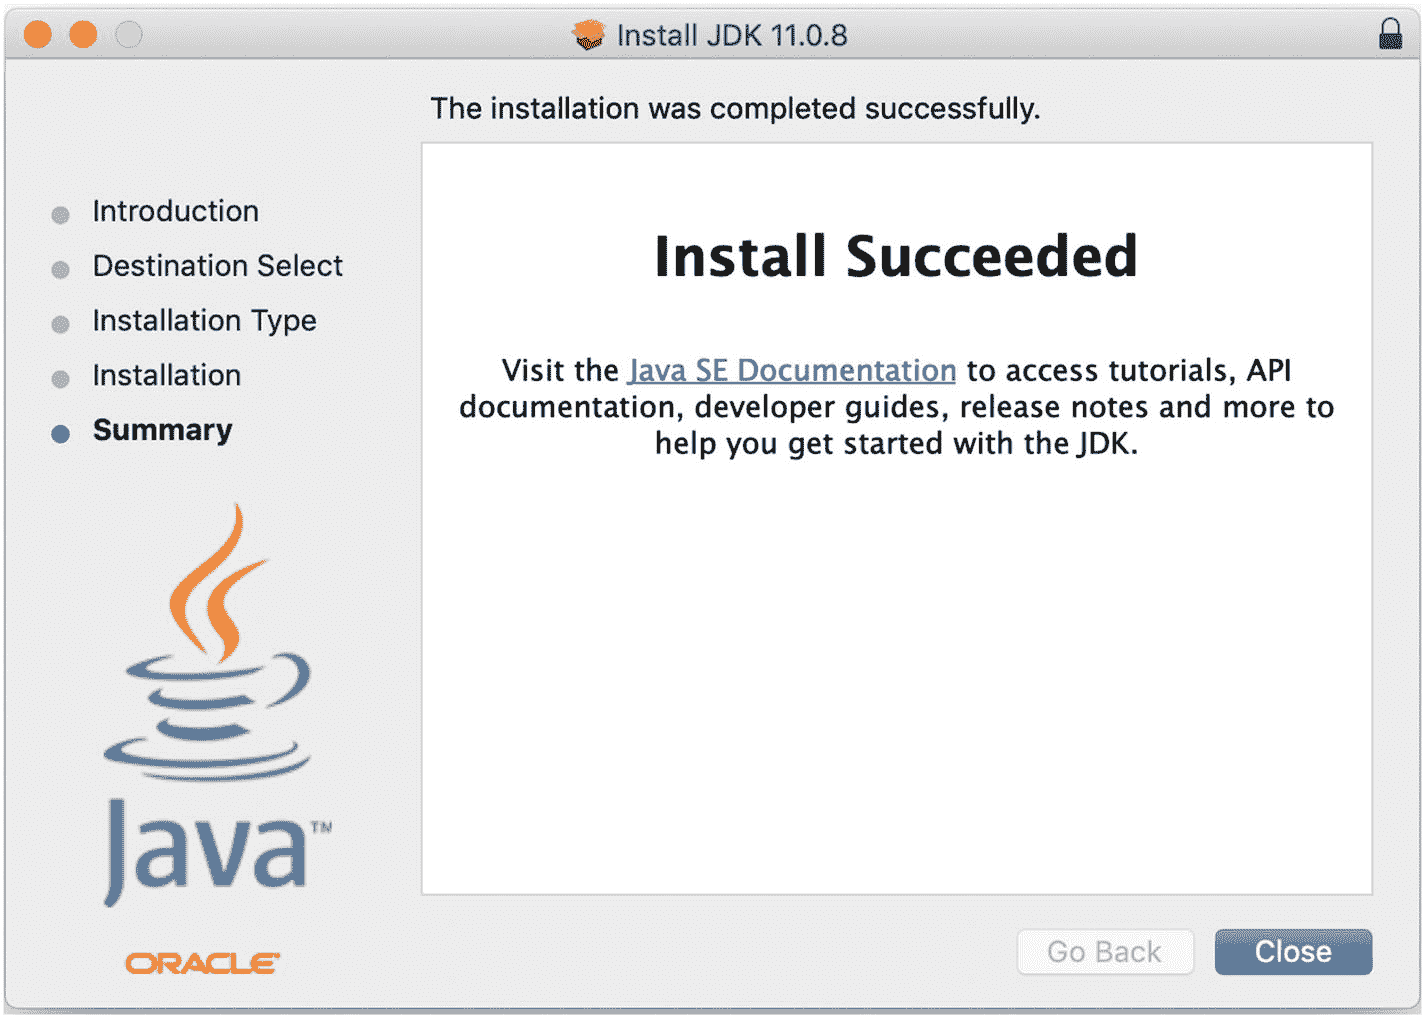 Install JDK 11.0.8
The installation was completed successfully.
Introduction
Destination Select
Installation Type
Installation
Summary
Install Succeeded
Visit the Java SE Documentation to access tutorials, API
documentation, developer guides, release notes and more to
help you get started with the JDK.
Java™
ORACLE
Go Back
Close